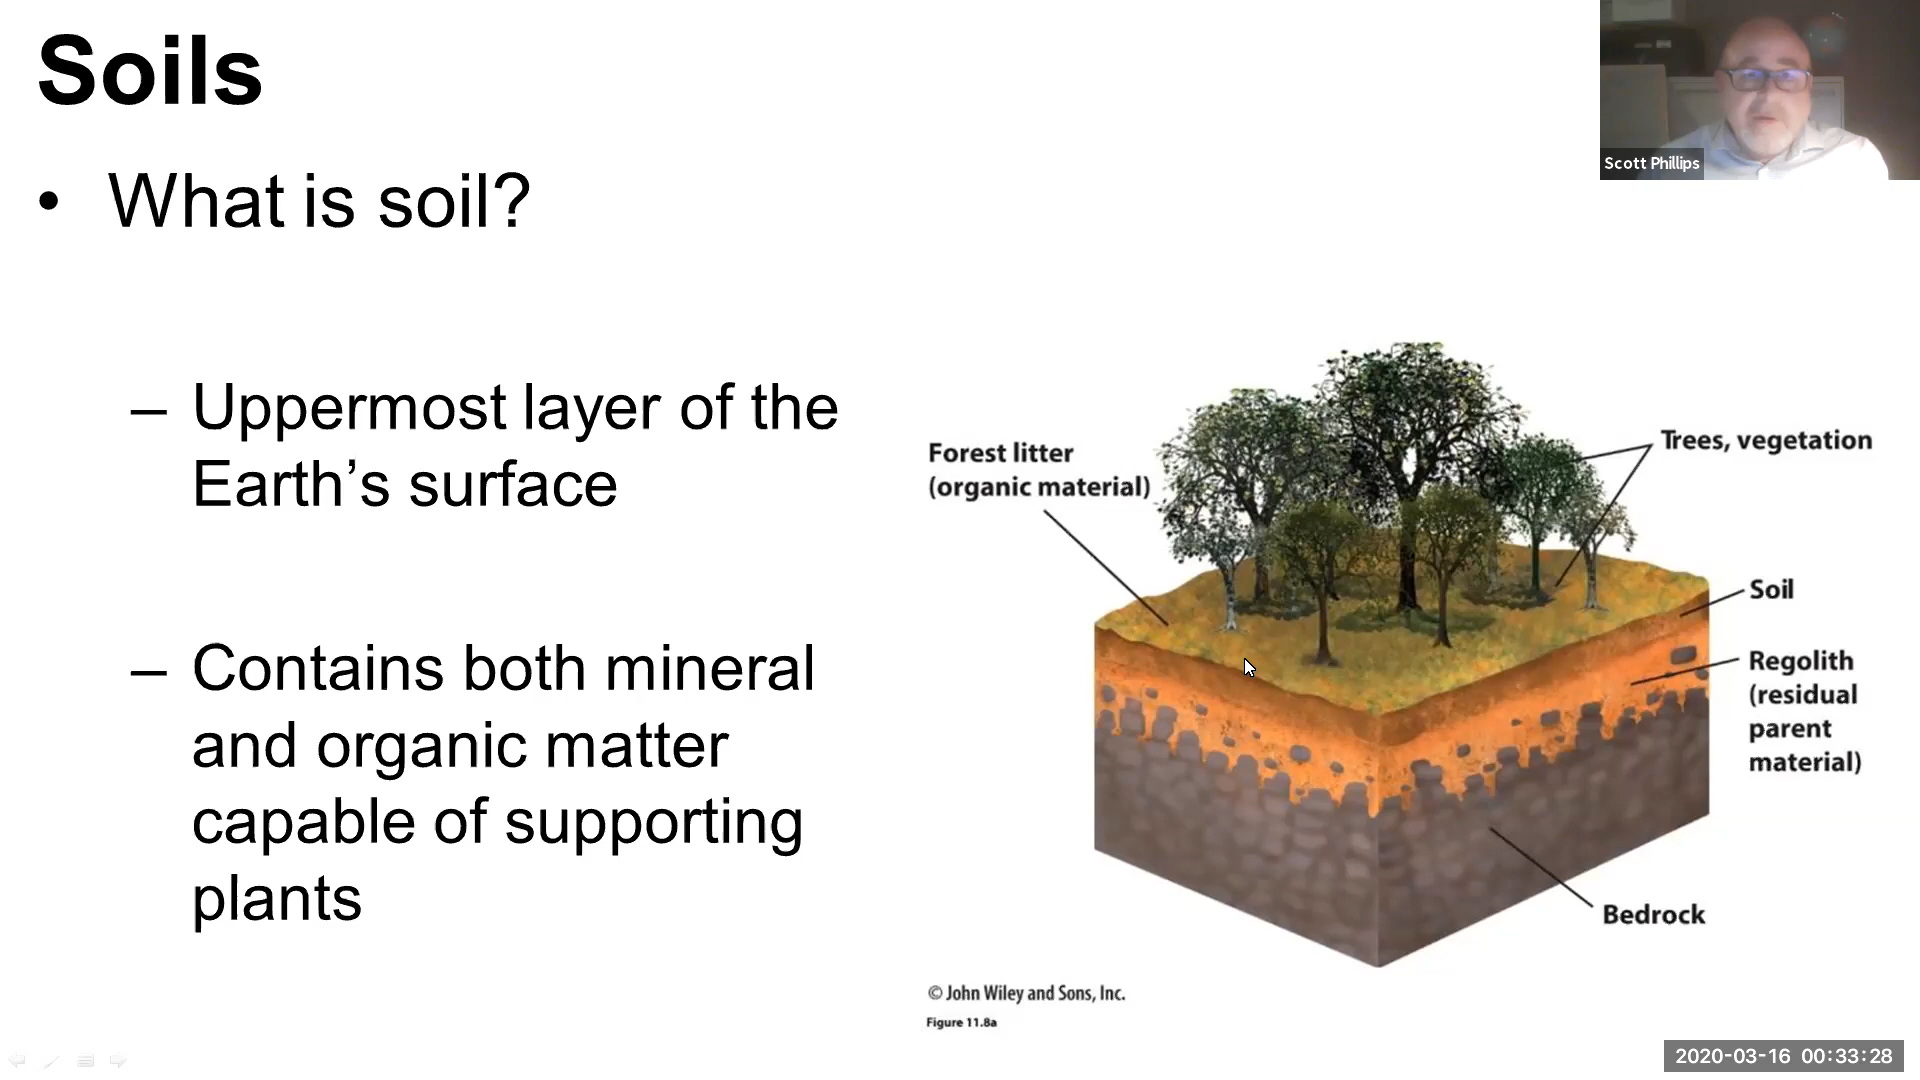 Soils
• What is soil?
– Uppermost layer of the
Earth’s surface
– Contains both mineral
and organic matter
capable of supporting
plants
Scott Phillips
Forest litter
(organic material)
Trees, vegetation
Soil
Regolith
(residual
parent
material)
Bedrock
© John Wiley and Sons, Inc.
Figure 11.8a
2020-03-16 00:33:28